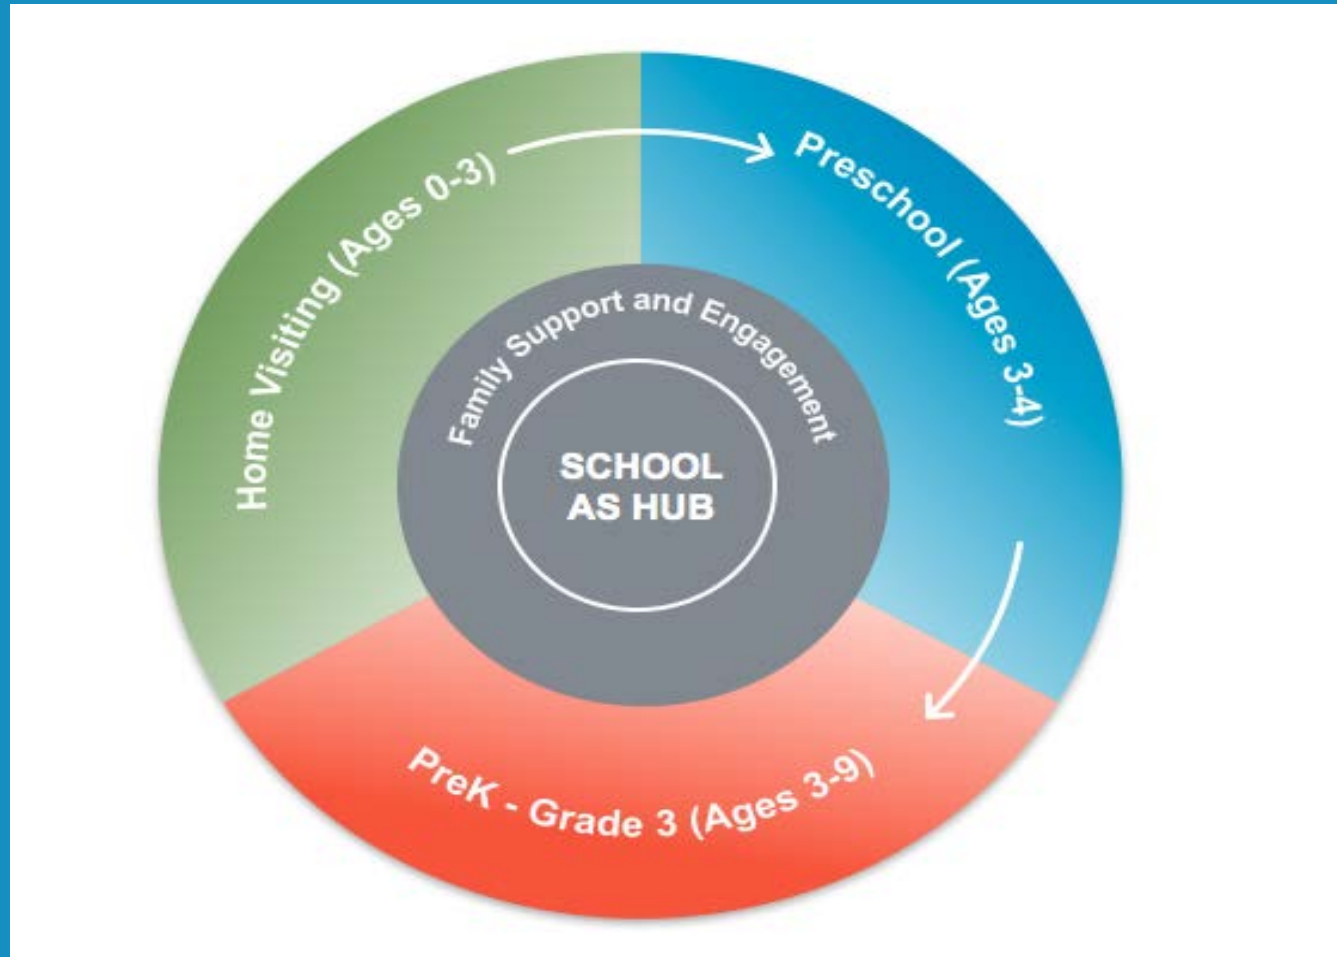 Home Visiting (Ages 0-3)
Preschool (Ages 3-4)
Family Support and Engagement
SCHOOL
AS HUB
PreK - Grade 3 (Ages 3-9)